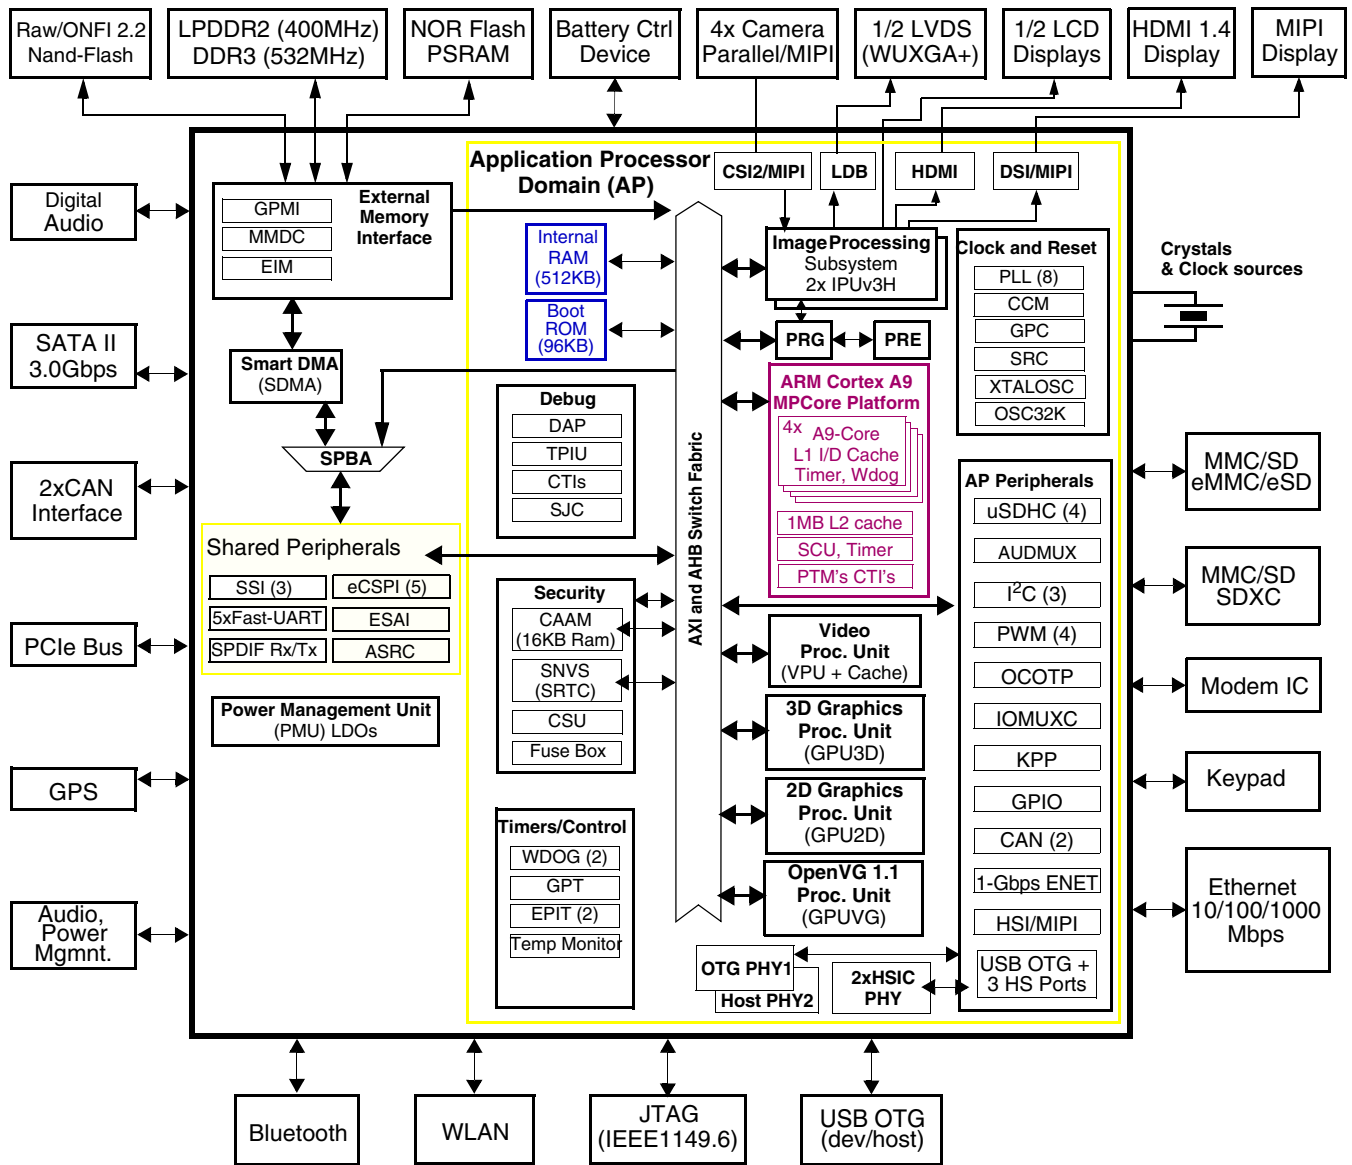 Raw/ONFI 2.2
Nand-Flash
LPDDR2 (400MHz)
DDR3 (532MHz)
NOR Flash
PSRAM
Battery Ctrl
Device
4x Camera
Parallel/MIPI
1/2 LVDS
(WUXGA+)
1/2 LCD
Displays
HDMI 1.4
Display
MIPI
Display
Digital
Audio
SATA II
3.0Gbps
2xCAN
Interface
PCIe Bus
GPS
Audio,
Power
Mgmnt.
External
Memory
Interface
GPMI
MMDC
EIM
Smart DMA
(SDMA)
SPBA
Shared Peripherals
SSI (3)
eCSPI (5)
5xFast-UART
ESAI
SPDIF Rx/Tx
ASRC
Power Management Unit
(PMU) LDOs
Application Processor
Domain (AP)
Internal
RAM
(512KB)
Boot
ROM
(96KB)
Debug
DAP
TPIU
CTIs
SJC
Security
CAAM
(16KB Ram)
SNVS
(SRTC)
CSU
Fuse Box
Timers/Control
WDOG (2)
GPT
EPIT (2)
Temp Monitor
AXI and AHB Switch Fabric
CSI2/MIPI
LDB
HDMI
DSI/MIPI
Image Processing
Subsystem
2x IPUv3H
PRG
PRE
ARM Cortex A9
MPCore Platform
4x
A9-Core
L1 I/D Cache
Timer, Wdog
1MB L2 cache
SCU, Timer
PTM's CTI's
Video
Proc. Unit
(VPU + Cache)
3D Graphics
Proc. Unit
(GPU3D)
2D Graphics
Proc. Unit
(GPU2D)
OpenVG 1.1
Proc. Unit
(GPUVG)
OTG PHY1
Host PHY2
2xHSIC
PHY
Clock and Reset
PLL (8)
CCM
GPC
SRC
XTALOSC
OSC32K
AP Peripherals
uSDHC (4)
AUDMUX
I²C (3)
PWM (4)
OCOTP
IOMUXC
KPP
GPIO
CAN (2)
1-Gbps ENET
HSI/MIPI
USB OTG +
3 HS Ports
Crystals
& Clock sources
MMC/SD
eMMC/eSD
MMC/SD
SDXC
Modem IC
Keypad
Ethernet
10/100/1000
Mbps
Bluetooth
WLAN
JTAG
(IEEE1149.6)
USB OTG
(dev/host)